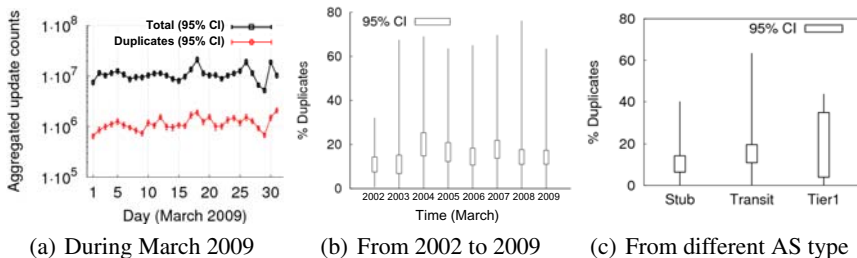 Aggregated update counts
1·10^8
1·10^7
1·10^6
1·10^5
Total (95% CI)
Duplicates (95% CI)
1 5 10 15 20 25 30
Day (March 2009)
(a) During March 2009
% Duplicates
80
60
40
20
0
95% CI
2002 2003 2004 2005 2006 2007 2008 2009
Time (March)
(b) From 2002 to 2009
% Duplicates
80
60
40
20
0
95% CI
Stub Transit Tier1
(c) From different AS type